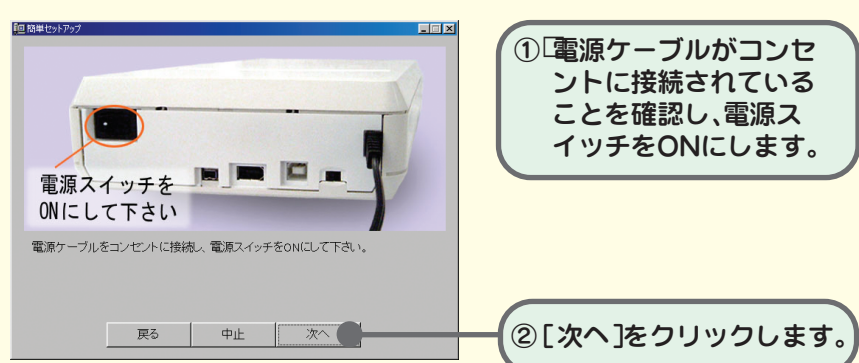 簡単セットアップ
電源スイッチを
ONにして下さい
電源ケーブルをコンセントに接続し、電源スイッチをONにして下さい。
戻る
中止
次へ
①電源ケーブルがコンセ
ントに接続されている
ことを確認し、電源ス
イッチをONにします。
②[次へ]をクリックします。